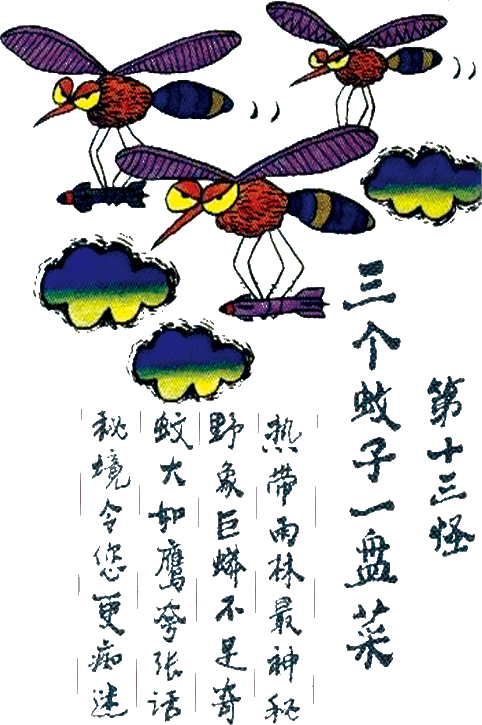 第十三怪
三个蚊子一盘菜
热带雨林最神秘
野象巨蟒不足奇
蚊大如鹰夸张话
秘境令您更痴迷